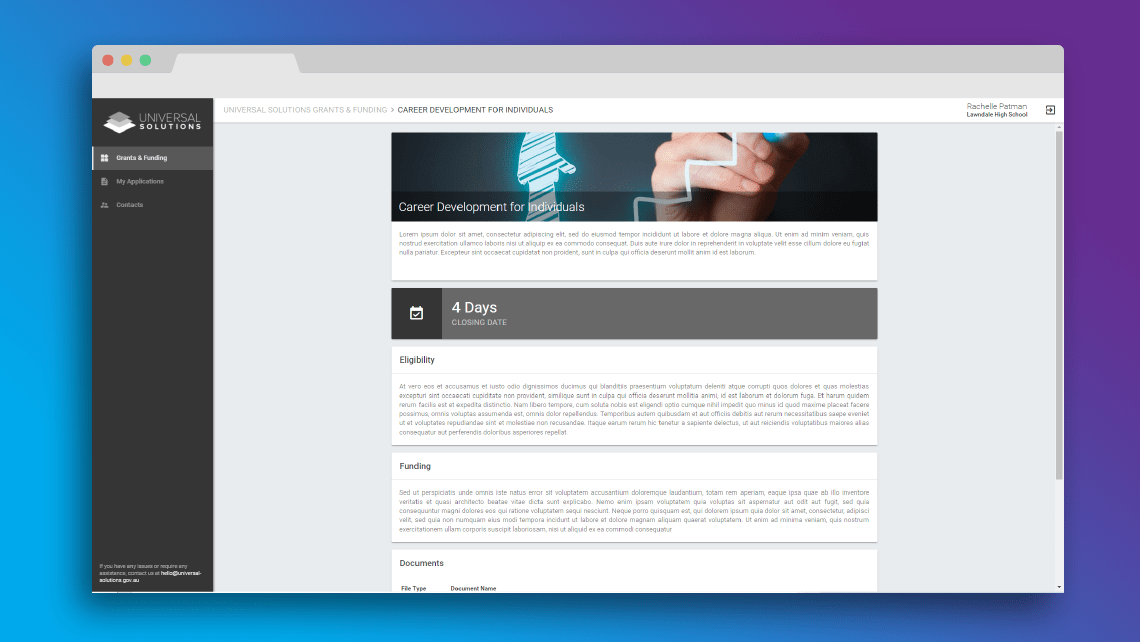 UNIVERSAL
SOLUTIONS
UNIVERSAL SOLUTIONS GRANTS & FUNDING > CAREER DEVELOPMENT FOR INDIVIDUALS
Rachelle Patman
Lawndale High School
Grants & Funding
My Applications
Contacts
If you have any issues or require any
assistance, contact us at hello@universal-
solutions.gov.au
Career Development for Individuals
Lorem ipsum dolor sit amet, consectetur adipiscing elit, sed do eiusmod tempor incididunt ut labore et dolore magna aliqua. Ut enim ad minim veniam, quis
nostrud exercitation ullamco laboris nisi ut aliquip ex ea commodo consequat. Duis aute irure dolor in reprehenderit in voluptate velit esse cillum dolore eu fugiat
nulla pariatur. Excepteur sint occaecat cupidatat non proident, sunt in culpa qui officia deserunt mollit anim id est laborum.
4 Days
CLOSING DATE
Eligibility
At vero eos et accusamus et iusto odio dignissimos ducimus qui blanditiis praesentium voluptatum deleniti atque corrupti quos dolores et quas molestias
excepturi sint occaecati cupiditate non provident, similique sunt in culpa qui officia deserunt mollitia animi, id est laborum et dolorum fuga. Et harum quidem
rerum facilis est et expedita distinctio. Nam libero tempore, cum soluta nobis est eligendi optio cumque nihil impedit quo minus id quod maxime placeat facere
possimus, omnis voluptas assumenda est, omnis dolor repellendus. Temporibus autem quibusdam et aut officiis debitis aut rerum necessitatibus saepe eveniet
ut et voluptates repudiandae sint et molestiae non recusandae. Itaque earum rerum hic tenetur a sapiente delectus, ut aut reiciendis voluptatibus maiores alias
consequatur aut perferendis doloribus asperiores repellat
Funding
Sed ut perspiciatis unde omnis iste natus error sit voluptatem accusantium doloremque laudantium, totam rem aperiam, eaque ipsa quae ab illo inventore
veritatis et quasi architecto beatae vitae dicta sunt explicabo. Nemo enim ipsam voluptatem quia voluptas sit aspernatur aut odit aut fugit, sed quia
consequuntur magni dolores eos qui ratione voluptatem sequi nesciunt. Neque porro quisquam est, qui dolorem ipsum quia dolor sit amet, consectetur, adipisci
velit, sed quia non numquam eius modi tempora incidunt ut labore et dolore magnam aliquam quaerat voluptatem. Ut enim ad minima veniam, quis nostrum
exercitationem ullam corporis suscipit laboriosam, nisi ut aliquid ex ea commodi consequatur
Documents
File Type Document Name